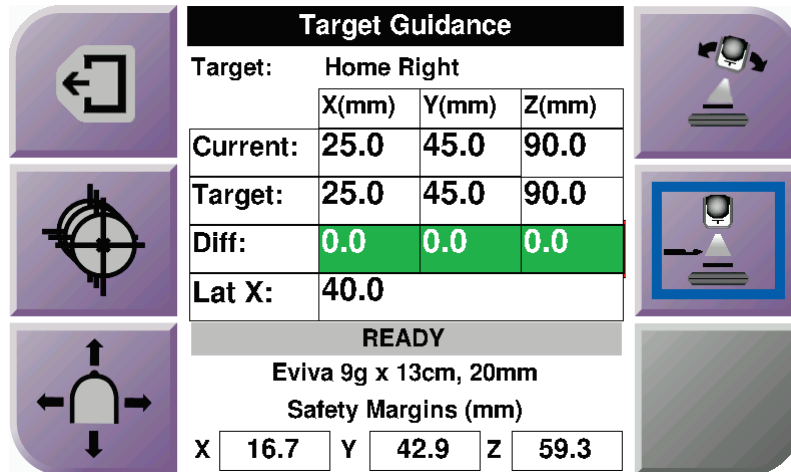 Target Guidance
Target: Home Right
X(mm) Y(mm) Z(mm)
Current: 25.0 45.0 90.0
Target: 25.0 45.0 90.0
Diff: 0.0 0.0 0.0
Lat X: 40.0
READY
Eviva 9g x 13cm, 20mm
Safety Margins (mm)
X 16.7 Y 42.9 Z 59.3